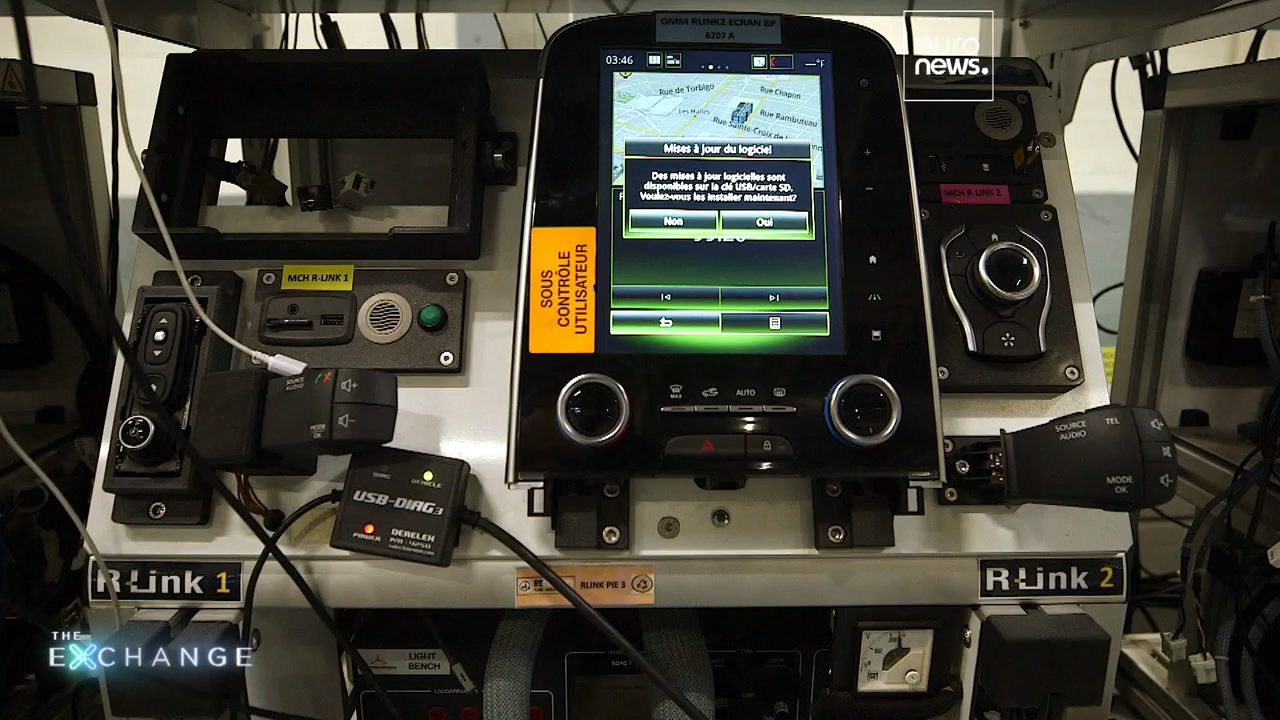 GMM RLINK2 ECRAN BP
6207 A
euro
news.
03:46
°F
Rue de Turbigo
Rue Chapon
Les Halles
Rue Rambuteau
Rue Sainte-Croix de
Mises à jour du logiciel
Des mises à jour logicielles sont
disponibles sur la clé USB/carte SD.
Voulez-vous les installer maintenant?
Non
Oui
SOUS
CONTRÔLE
UTILISATEUR
MCH R-LINK 1
MCH R-LINK 2
MAX
AUTO
SOURCE
AUDIO
MODE
OK
SOURCE
AUDIO
TEL
MODE
OK
DIAG
VEHICLE
USB-DIAG3
POWER
DERELEK
R-Link 1
RLINK PIE 3
R-Link 2
THE
EXCHANGE
LIGHT
BENCH